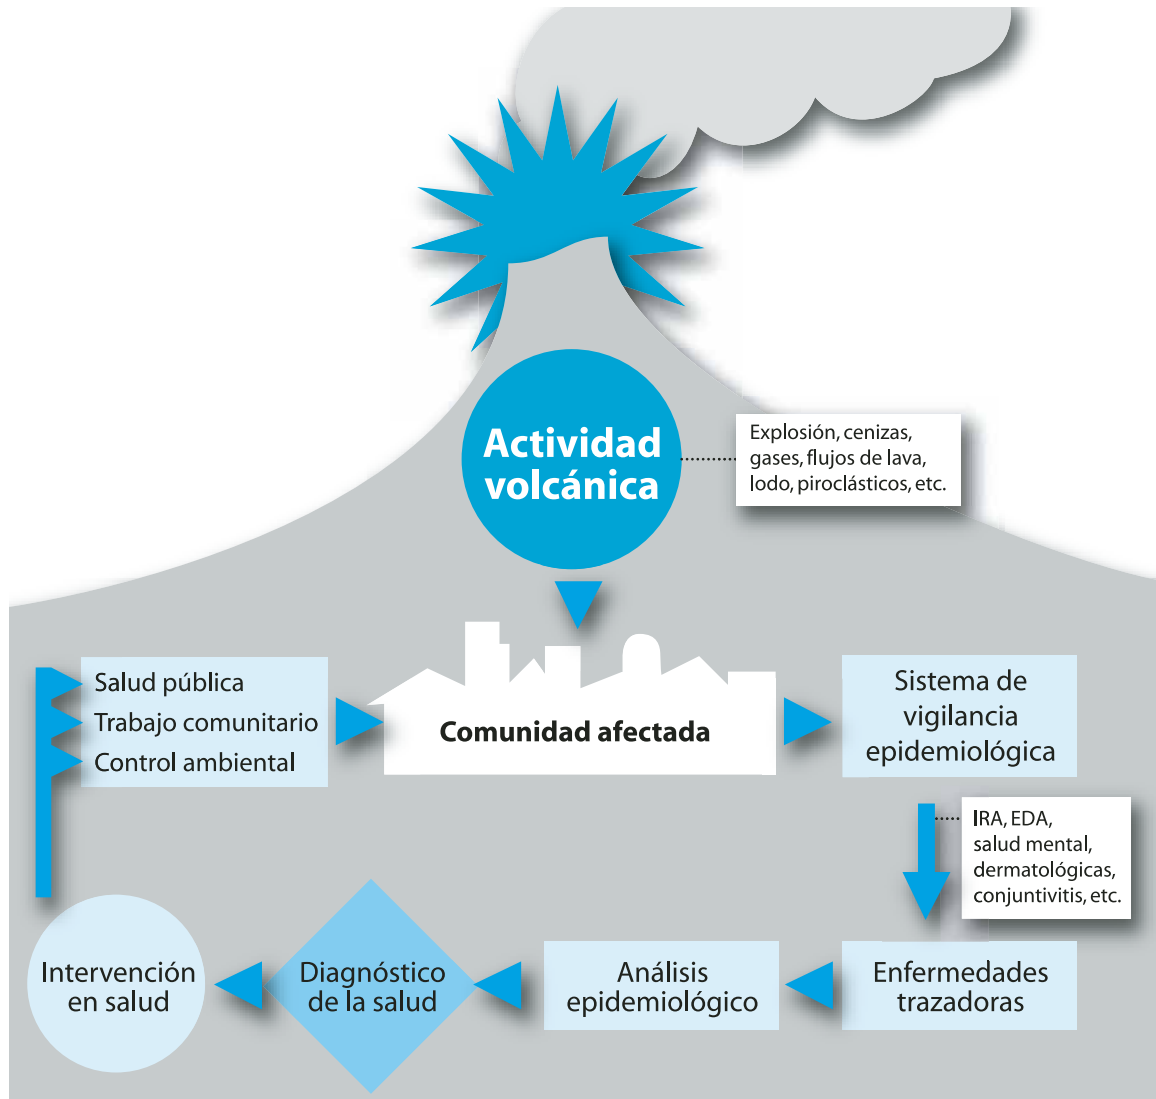 Actividad
volcánica
Explosión, cenizas,
gases, flujos de lava,
lodo, piroclásticos, etc.
Salud pública
Trabajo comunitario
Control ambiental
Comunidad afectada
Sistema de
vigilancia
epidemiológica
IRA, EDA,
salud mental,
dermatológicas,
conjuntivitis, etc.
Intervención
en salud
Diagnóstico
de la salud
Análisis
epidemiológico
Enfermedades
trazadoras